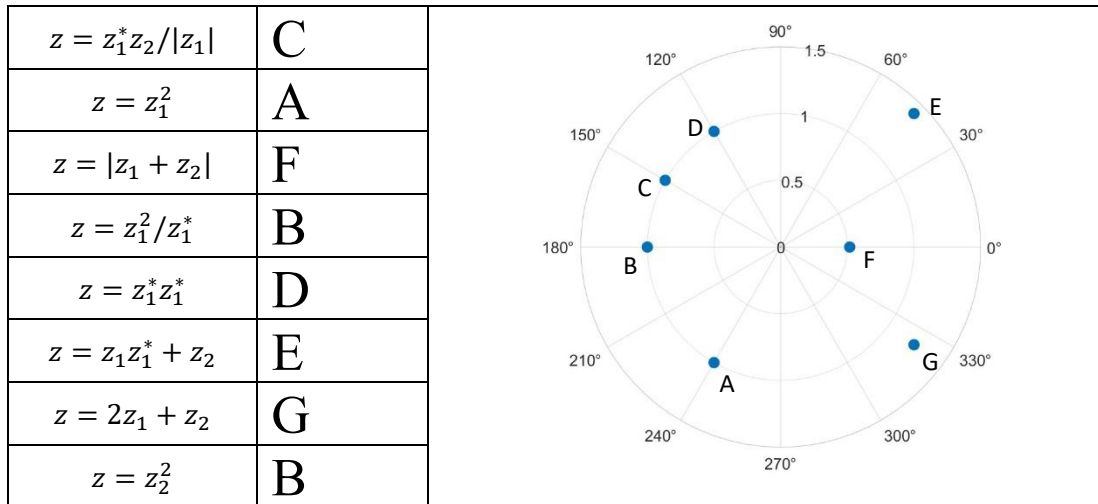 z = z₁*z₂/|z₁| C
z = z₁² A
z = |z₁ + z₂| F
z = z₁²/z₁* B
z = z₁*z₁* D
z = z₁z₁* + z₂ E
z = 2z₁ + z₂ G
z = z₂² B
90°
120° 1.5 60°
E
150° D 1 30°
C 0.5
180° B 0 F 0°
210° A G 330°
240° 300°
270°